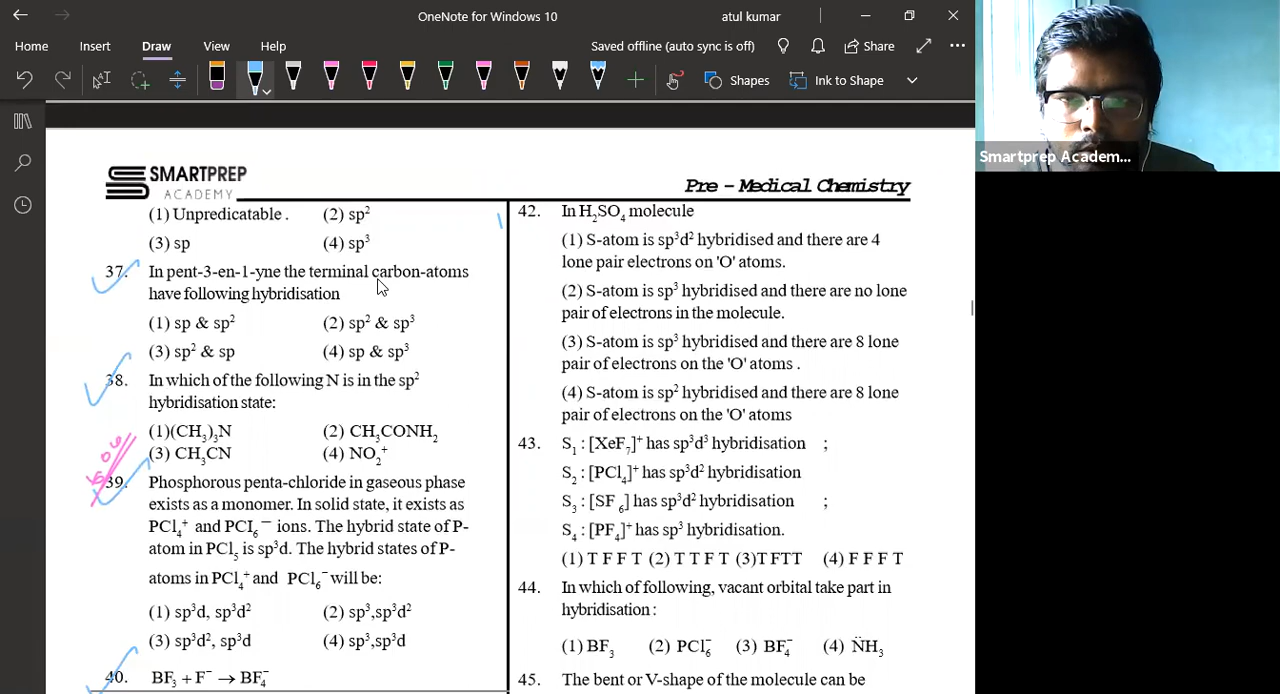 OneNote for Windows 10
atul kumar
Home Insert Draw View Help
Saved offline (auto sync is off)
Share
Shapes
Ink to Shape
Smartprep Academ...
SMARTPREP
ACADEMY
Pre – Medical Chemistry
(1) Unpredicatable . (2) sp²
(3) sp (4) sp³
37. In pent-3-en-1-yne the terminal carbon-atoms
have following hybridisation
(1) sp & sp² (2) sp² & sp³
(3) sp² & sp (4) sp & sp³
38. In which of the following N is in the sp²
hybridisation state:
(1)(CH₃)₃N (2) CH₃CONH₂
(3) CH₃CN (4) NO₂⁺
39. Phosphorous penta-chloride in gaseous phase
exists as a monomer. In solid state, it exists as
PCl₄⁺ and PCI₆⁻ ions. The hybrid state of P-
atom in PCl₅ is sp³d. The hybrid states of P-
atoms in PCl₄⁺ and PCl₆⁻ will be:
(1) sp³d, sp³d² (2) sp³,sp³d²
(3) sp³d², sp³d (4) sp³,sp³d
40. BF₃ + F⁻ → BF₄⁻
42. In H₂SO₄ molecule
(1) S-atom is sp³d² hybridised and there are 4
lone pair electrons on 'O' atoms.
(2) S-atom is sp³ hybridised and there are no lone
pair of electrons in the molecule.
(3) S-atom is sp³ hybridised and there are 8 lone
pair of electrons on the 'O' atoms .
(4) S-atom is sp² hybridised and there are 8 lone
pair of electrons on the 'O' atoms
43. S₁ : [XeF₇]⁺ has sp³d³ hybridisation ;
S₂ : [PCl₄]⁺ has sp³d² hybridisation
S₃ : [SF₆] has sp³d² hybridisation ;
S₄ : [PF₄]⁺ has sp³ hybridisation.
(1) T F F T (2) T T F T (3)T FTT (4) F F F T
44. In which of following, vacant orbital take part in
hybridisation :
(1) BF₃ (2) PCl₆⁻ (3) BF₄⁻ (4) N̈H₃
45. The bent or V-shape of the molecule can be